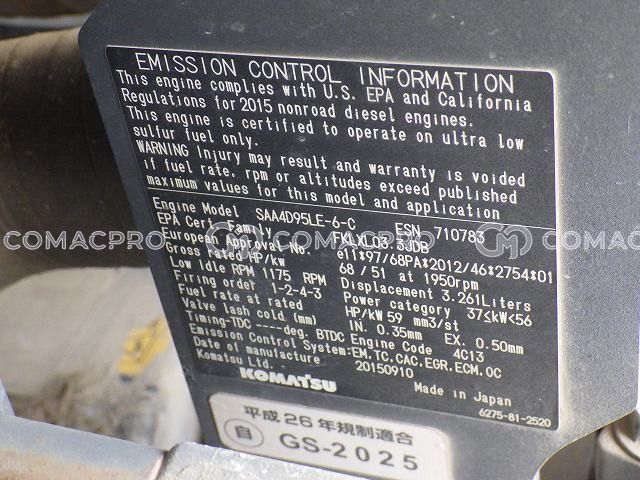 EMISSION CONTROL INFORMATION
This engine complies with U.S. EPA and California
Regulations for 2015 nonroad diesel engines.
This engine is certified to operate on ultra low
sulfur fuel only.
WARNING Injury may result and warranty is voided
if fuel rate, rpm or altitudes exceed published
maximum values for this model and application
Engine Model SAA4D95LE-6-C ESN 710783
EPA Cert. Family FKLXL03.3JDB
European Approval No. e11*97/68PA*2012/46*2754*01
Gross rated HP/kW 68/51 at 1950rpm
Low Idle RPM 1175 RPM Displacement 3.261Liters
Firing order 1-2-4-3 Power category 37≤kW<56
Fuel rate at rated HP/kW 59 mm3/st
Valve lash cold.(mm) IN. 0.35mm EX. 0.50mm
Timing-TDC ----deg. BTDC Engine Code 4C13
Emission Control System:EM.TC.CAC.EGR.ECM.OC
Date of manufacture 20150910
Komatsu Ltd.
KOMATSU Made in Japan
6275-81-2520
平成26年規制適合
自 GS-2025
COMACPRO
COMACPRO